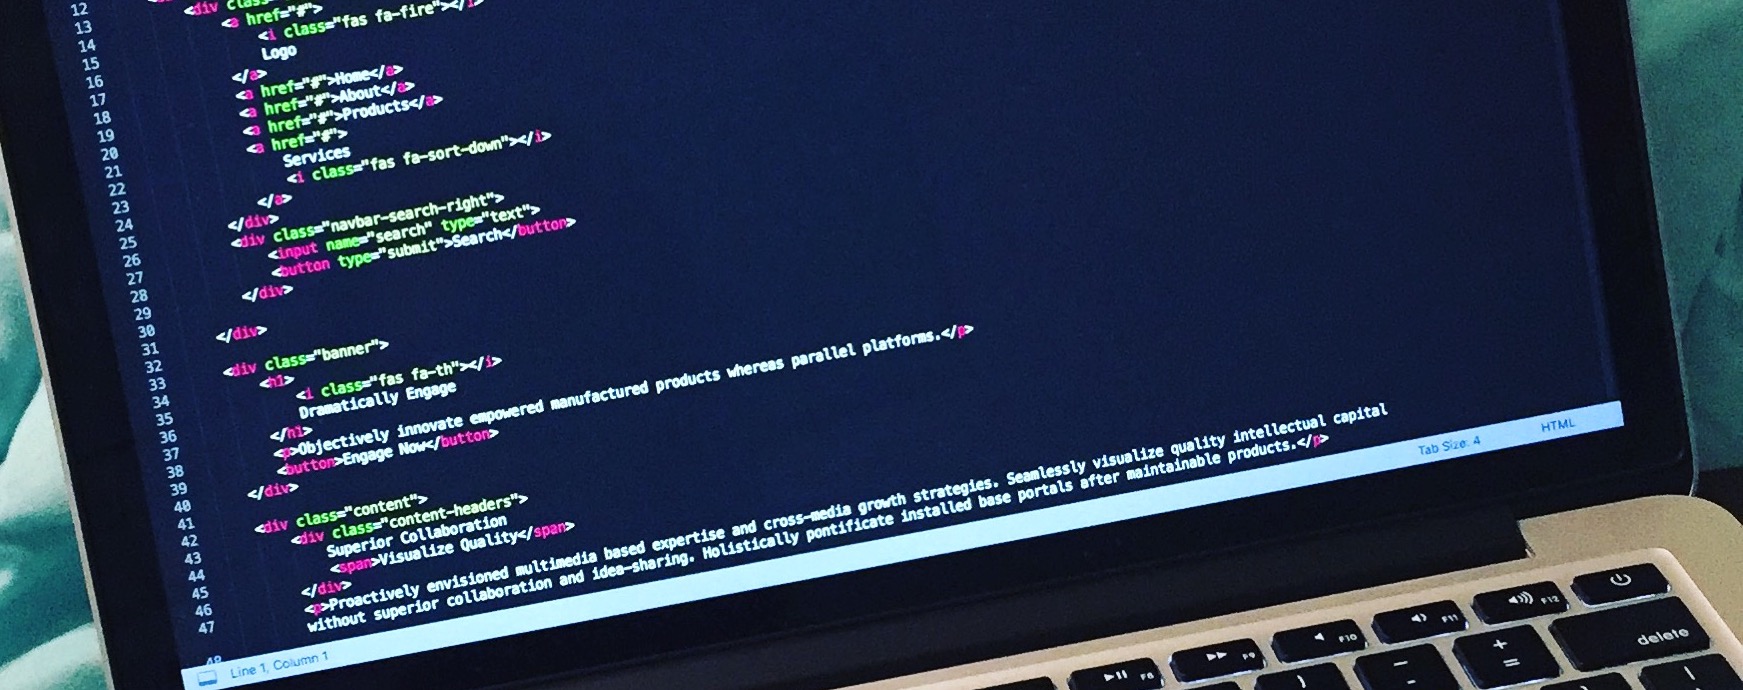 12
<div class=
13
<a href="#">
14
<i class="fas fa-fire"></i
15
Logo
16
</a>
17
<a href="#">Home</a>
18
<a href="#">About</a>
19
<a href="#">Products</a>
20
<a href="#">
21
Services
22
<i class="fas fa-sort-down"></i>
23
</a>
24
</div>
25
<div class="navbar-search-right">
26
<input name="search" type="text">
27
<button type="submit">Search</button>
28
</div>
29
30
</div>
31
32
<div class="banner">
33
<h1>
34
<i class="fas fa-th"></i>
35
Dramatically Engage
36
</h1>
37
<p>Objectively innovate empowered manufactured products whereas parallel platforms.</p>
38
<button>Engage Now</button>
39
</div>
40
41
<div class="content">
42
<div class="content-headers">
43
Superior Collaboration
44
<span>Visualize Quality</span>
45
</div>
46
<p>Proactively envisioned multimedia based expertise and cross-media growth strategies. Seamlessly visualize quality intellectual capital
47
without superior collaboration and idea-sharing. Holistically pontificate installed base portals after maintainable products.</p>
48
Line 1, Column 1
Tab Size: 4
HTML
F8
F9
F10
F11
F12
delete
+
=
-
)